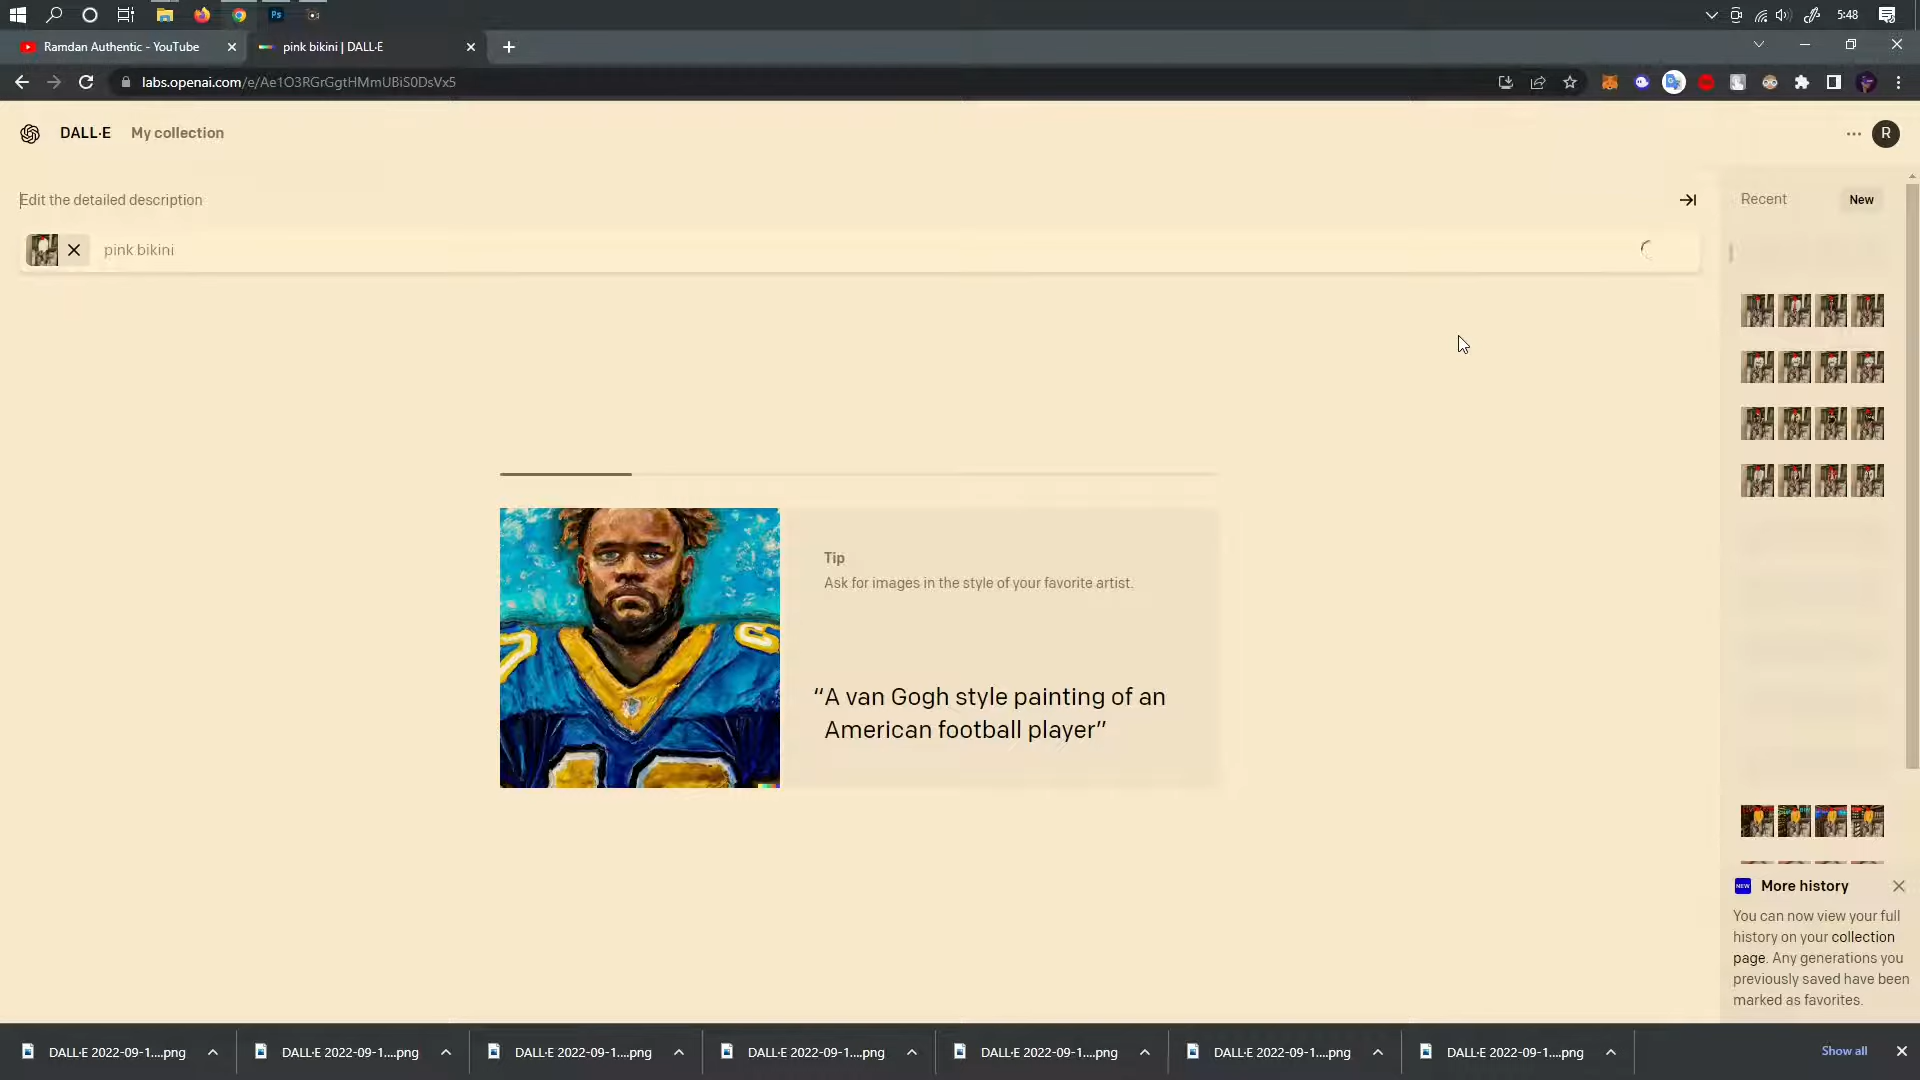 5:48
Ramdan Authentic - YouTube
pink bikini | DALL·E
labs.openai.com/e/Ae1O3RGrGgtHMmUBiS0DsVx5
DALL·E
My collection
R
Edit the detailed description
Recent
New
pink bikini
Tip
Ask for images in the style of your favorite artist.
“A van Gogh style painting of an
American football player”
NEW More history
You can now view your full
history on your collection
page. Any generations you
previously saved have been
marked as favorites.
DALL·E 2022-09-1....png
DALL·E 2022-09-1....png
DALL·E 2022-09-1....png
DALL·E 2022-09-1....png
DALL·E 2022-09-1....png
DALL·E 2022-09-1....png
DALL·E 2022-09-1....png
Show all